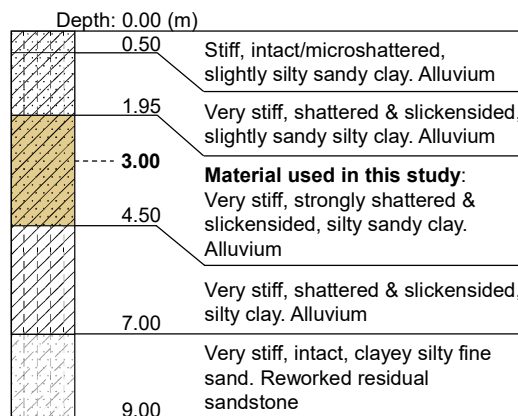 Depth: 0.00 (m)
0.50
Stiff, intact/microshattered,
slightly silty sandy clay. Alluvium
1.95
Very stiff, shattered & slickensided,
slightly sandy silty clay. Alluvium
3.00
Material used in this study:
Very stiff, strongly shattered &
slickensided, silty sandy clay.
Alluvium
4.50
Very stiff, shattered & slickensided,
silty clay. Alluvium
7.00
Very stiff, intact, clayey silty fine
sand. Reworked residual
sandstone
9.00